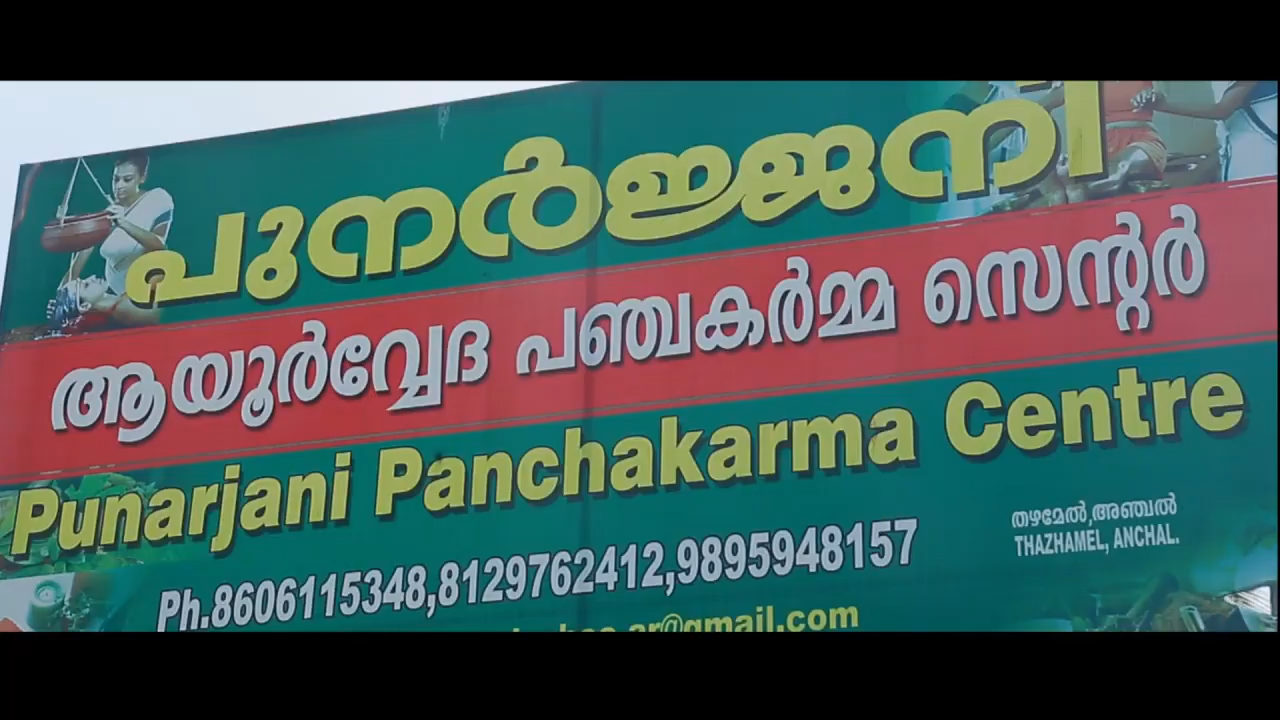 പുനർജ്ജനി
ആയൂർവ്വേദ പഞ്ചകർമ്മ സെന്റർ
Punarjani Panchakarma Centre
തഴമേൽ,അഞ്ചൽ
THAZHAMEL, ANCHAL.
Ph.8606115348,8129762412,9895948157